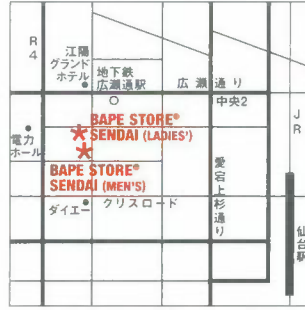 R4
江陽
グランド
ホテル
地下鉄
広瀬通駅
広瀬通り
中央2
JR
電力
ホール
BAPE STORE®
SENDAI (LADIES')
BAPE STORE®
SENDAI (MEN'S)
愛宕上杉通り
ダイエー
クリスロード
仙台駅